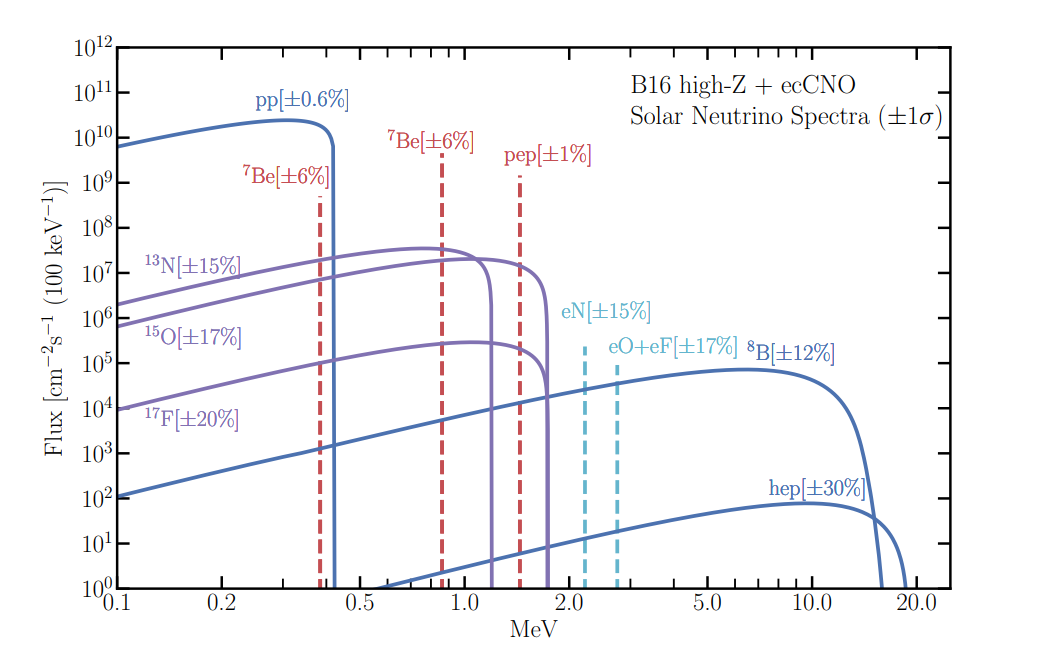 B16 high-Z + ecCNO
Solar Neutrino Spectra (±1σ)
pp[±0.6%]
⁷Be[±6%]
pep[±1%]
⁷Be[±6%]
¹³N[±15%]
eN[±15%]
¹⁵O[±17%]
eO+eF[±17%]
⁸B[±12%]
¹⁷F[±20%]
hep[±30%]
Flux [cm⁻²s⁻¹ (100 keV⁻¹)]
10¹²
10¹¹
10¹⁰
10⁹
10⁸
10⁷
10⁶
10⁵
10⁴
10³
10²
10¹
10⁰
0.1 0.2 0.5 1.0 2.0 5.0 10.0 20.0
MeV